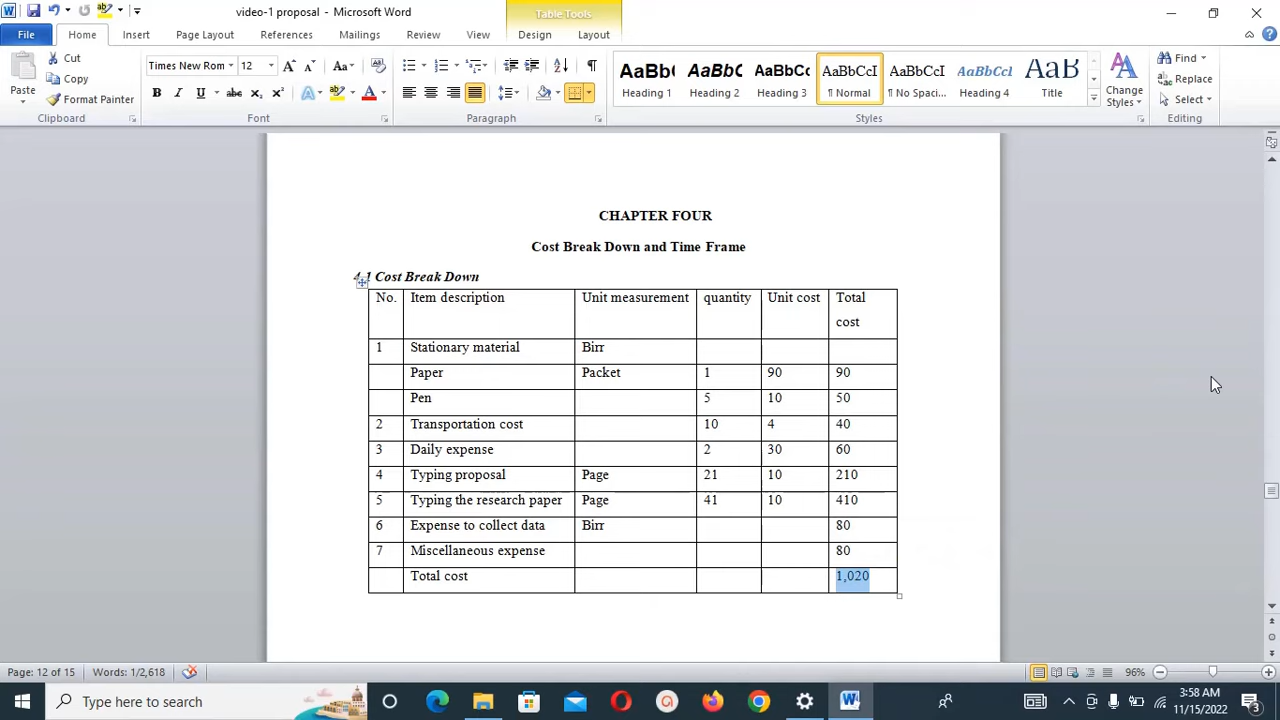 video-1 proposal - Microsoft Word
Table Tools
File Home Insert Page Layout References Mailings Review View Design Layout
Paste
Cut
Copy
Format Painter
Clipboard
Times New Rom 12
Font
Paragraph
AaBb( Heading 1
AaBbC Heading 2
AaBbCc Heading 3
AaBbCcI ¶ Normal
AaBbCcI ¶ No Spaci...
AaBbCcI Heading 4
AaB Title
Change Styles
Styles
Find
Replace
Select
Editing
CHAPTER FOUR
Cost Break Down and Time Frame
4.1 Cost Break Down
No. Item description Unit measurement quantity Unit cost Total cost
1 Stationary material Birr
Paper Packet 1 90 90
Pen 5 10 50
2 Transportation cost 10 4 40
3 Daily expense 2 30 60
4 Typing proposal Page 21 10 210
5 Typing the research paper Page 41 10 410
6 Expense to collect data Birr 80
7 Miscellaneous expense 80
Total cost 1,020
Page: 12 of 15 Words: 1/2,618 96%
Type here to search
3:58 AM
11/15/2022
3